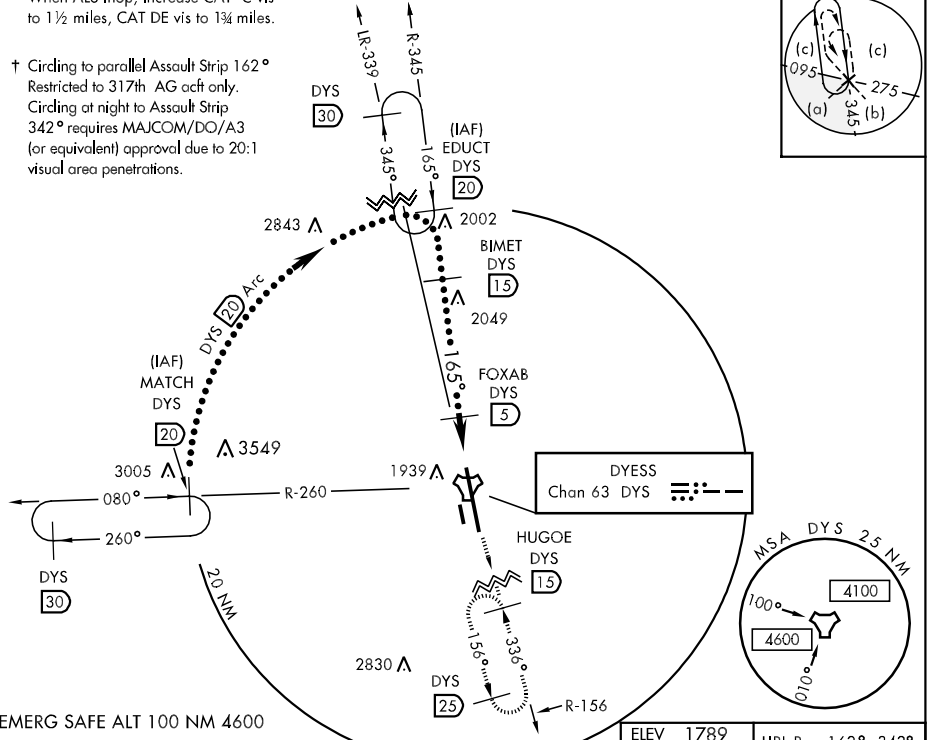 When ALS inop, increase CAT C vis
to 1½ miles, CAT DE vis to 1¾ miles.
† Circling to parallel Assault Strip 162°
Restricted to 317th AG acft only.
Circling at night to Assault Strip
342° requires MAJCOM/DO/A3
(or equivalent) approval due to 20:1
visual area penetrations.
LR-339
R-345
DYS
30
345°
165°
(IAF)
EDUCT
DYS
20
(c)
(c)
095
275
(a)
345
(b)
2843
2002
BIMET
DYS
15
2049
DYS 20 Arc
165°
FOXAB
DYS
5
(IAF)
MATCH
DYS
20
3549
3005
1939
080°
R-260
260°
DYS
30
DYESS
Chan 63 DYS
HUGOE
DYS
15
20 NM
156°
336°
2830
DYS
25
R-156
MSA DYS 25 NM
4100
100°
4600
010°
EMERG SAFE ALT 100 NM 4600
ELEV 1789